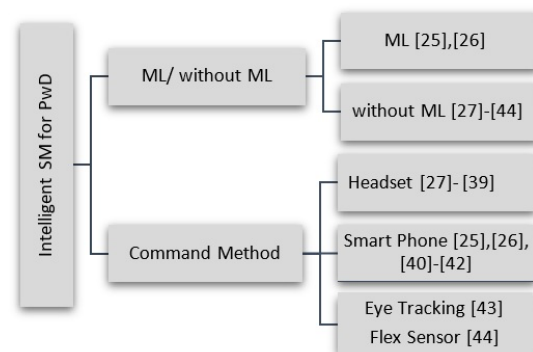 Intelligent SM for PwD
ML/ without ML
ML [25],[26]
without ML [27]-[44]
Command Method
Headset [27]- [39]
Smart Phone [25],[26],
[40]-[42]
Eye Tracking [43]
Flex Sensor [44]